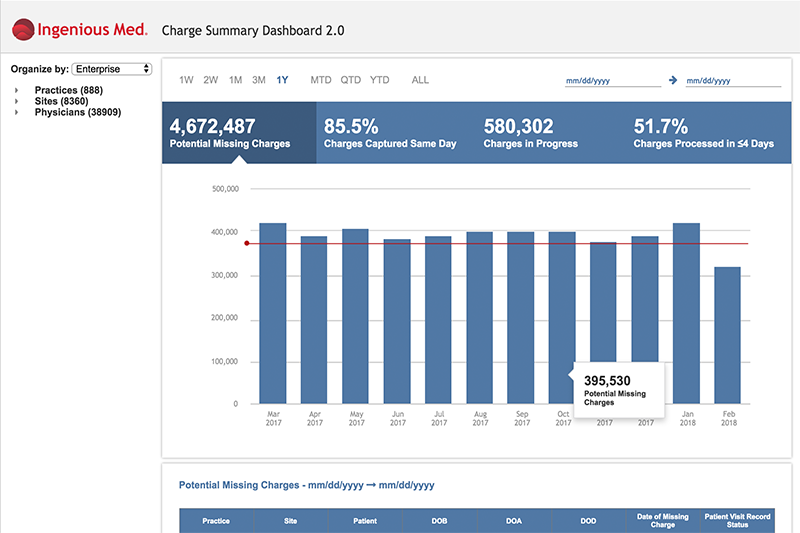 Ingenious Med.
Charge Summary Dashboard 2.0
Organize by: Enterprise
Practices (888)
Sites (8360)
Physicians (38909)
1W 2W 1M 3M 1Y MTD QTD YTD ALL
mm/dd/yyyy mm/dd/yyyy
4,672,487 85.5% 580,302 51.7%
Potential Missing Charges Charges Captured Same Day Charges in Progress Charges Processed in ≤4 Days
500,000
400,000
300,000
200,000
100,000
0
395,530
Potential Missing
Charges
Mar Apr May Jun Jul Aug Sep Oct Jan Feb
2017 2017 2017 2017 2017 2017 2017 2017 2017 2017 2018 2018
Potential Missing Charges - mm/dd/yyyy → mm/dd/yyyy
Practice Site Patient DOB DOA DOD Date of Missing Charge Patient Visit Record Status